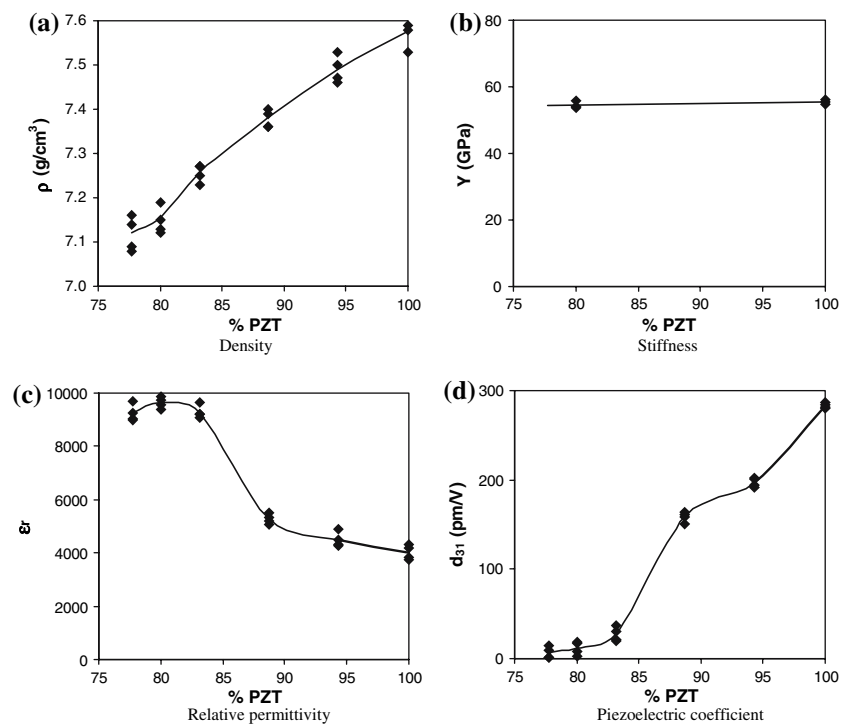 (a)
7.6
7.5
7.4
7.3
7.2
7.1
7.0
ρ (g/cm³)
75 80 85 90 95 100
% PZT
Density
(b)
80
60
40
20
0
Y (GPa)
75 80 85 90 95 100
% PZT
Stiffness
(c)
10000
8000
6000
4000
2000
0
εr
75 80 85 90 95 100
% PZT
Relative permittivity
(d)
300
200
100
0
d₃₁ (pm/V)
75 80 85 90 95 100
% PZT
Piezoelectric coefficient